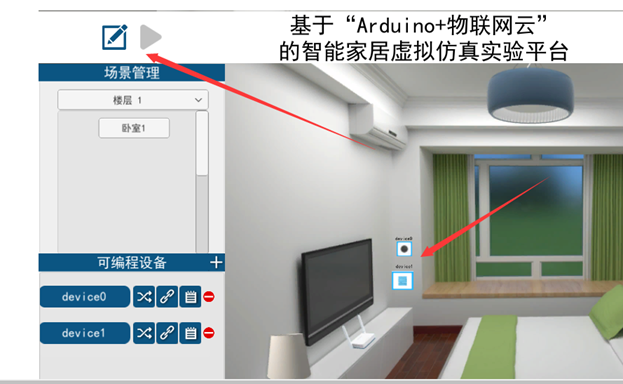 基于“Arduino+物联网云”
的智能家居虚拟仿真实验平台
场景管理
楼层 1
卧室1
可编程设备
device0
device1
device0
device1